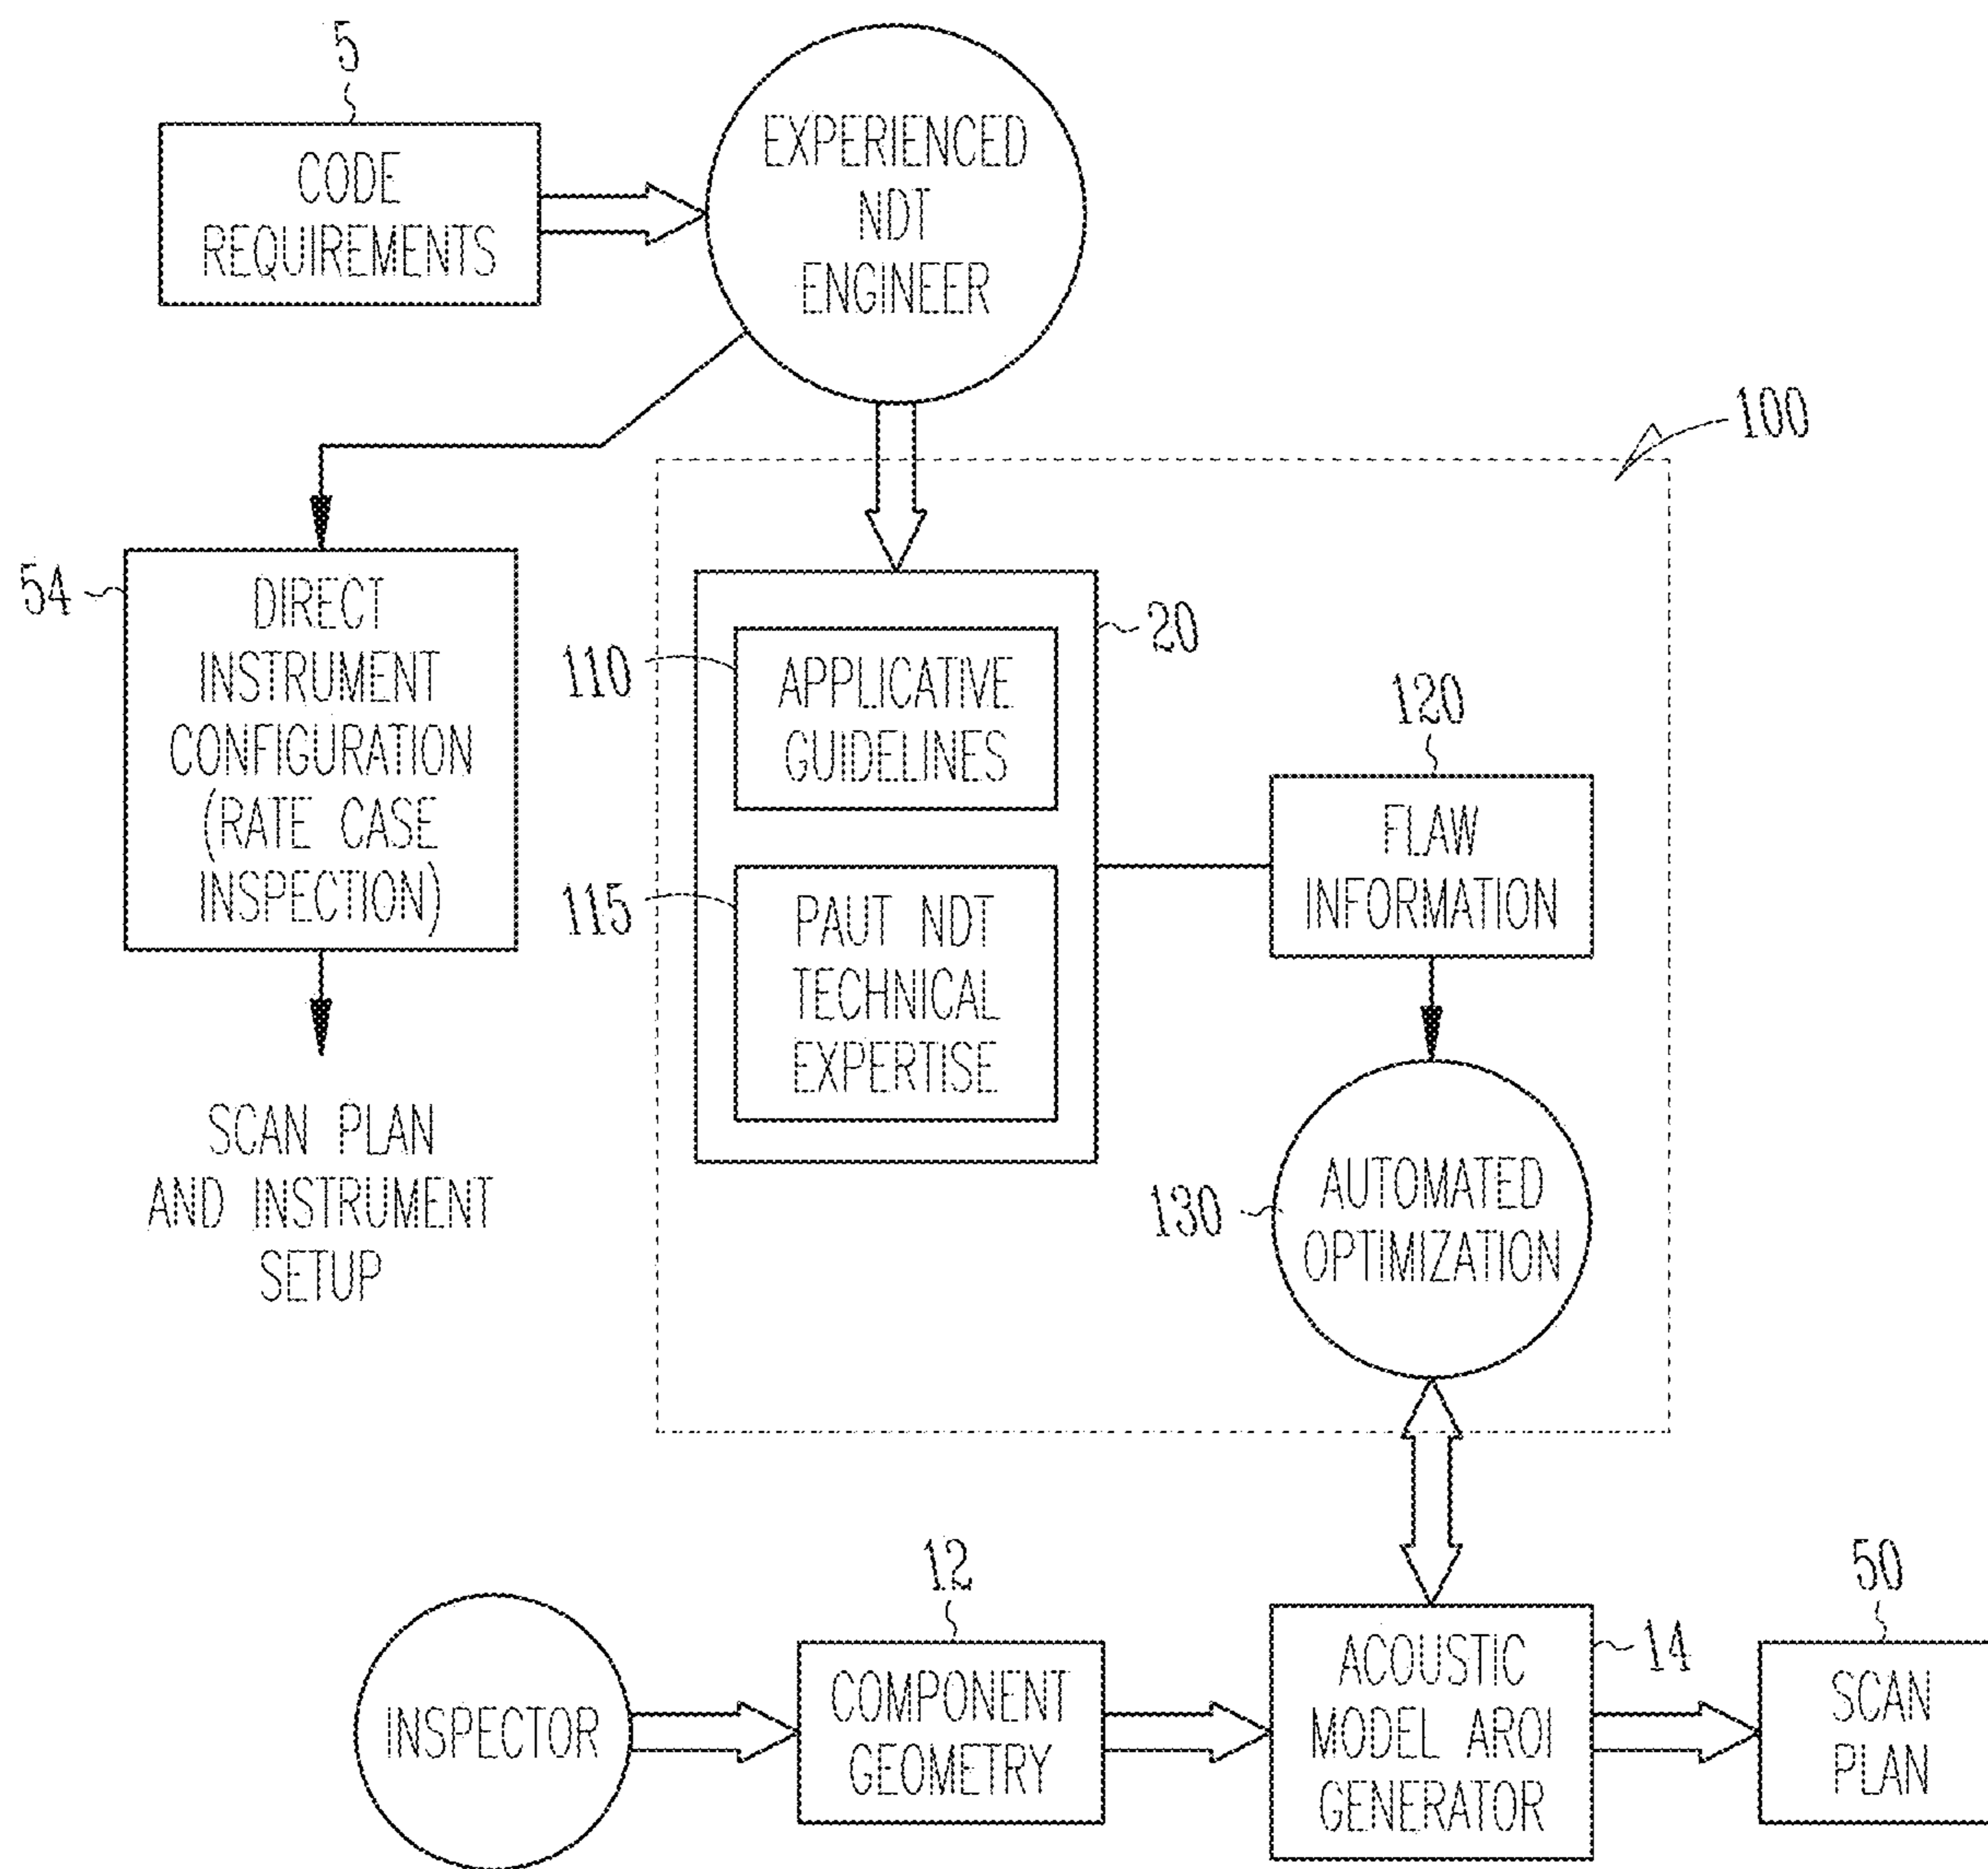 5
CODE
REQUIREMENTS
EXPERIENCED
NDT
ENGINEER
100
54
DIRECT
INSTRUMENT
CONFIGURATION
(RATE CASE
INSPECTION)
SCAN PLAN
AND INSTRUMENT
SETUP
20
110
APPLICATIVE
GUIDELINES
115
PAUT NDT
TECHNICAL
EXPERTISE
120
FLAW
INFORMATION
130
AUTOMATED
OPTIMIZATION
INSPECTOR
12
COMPONENT
GEOMETRY
14
ACOUSTIC
MODEL AROI
GENERATOR
50
SCAN
PLAN